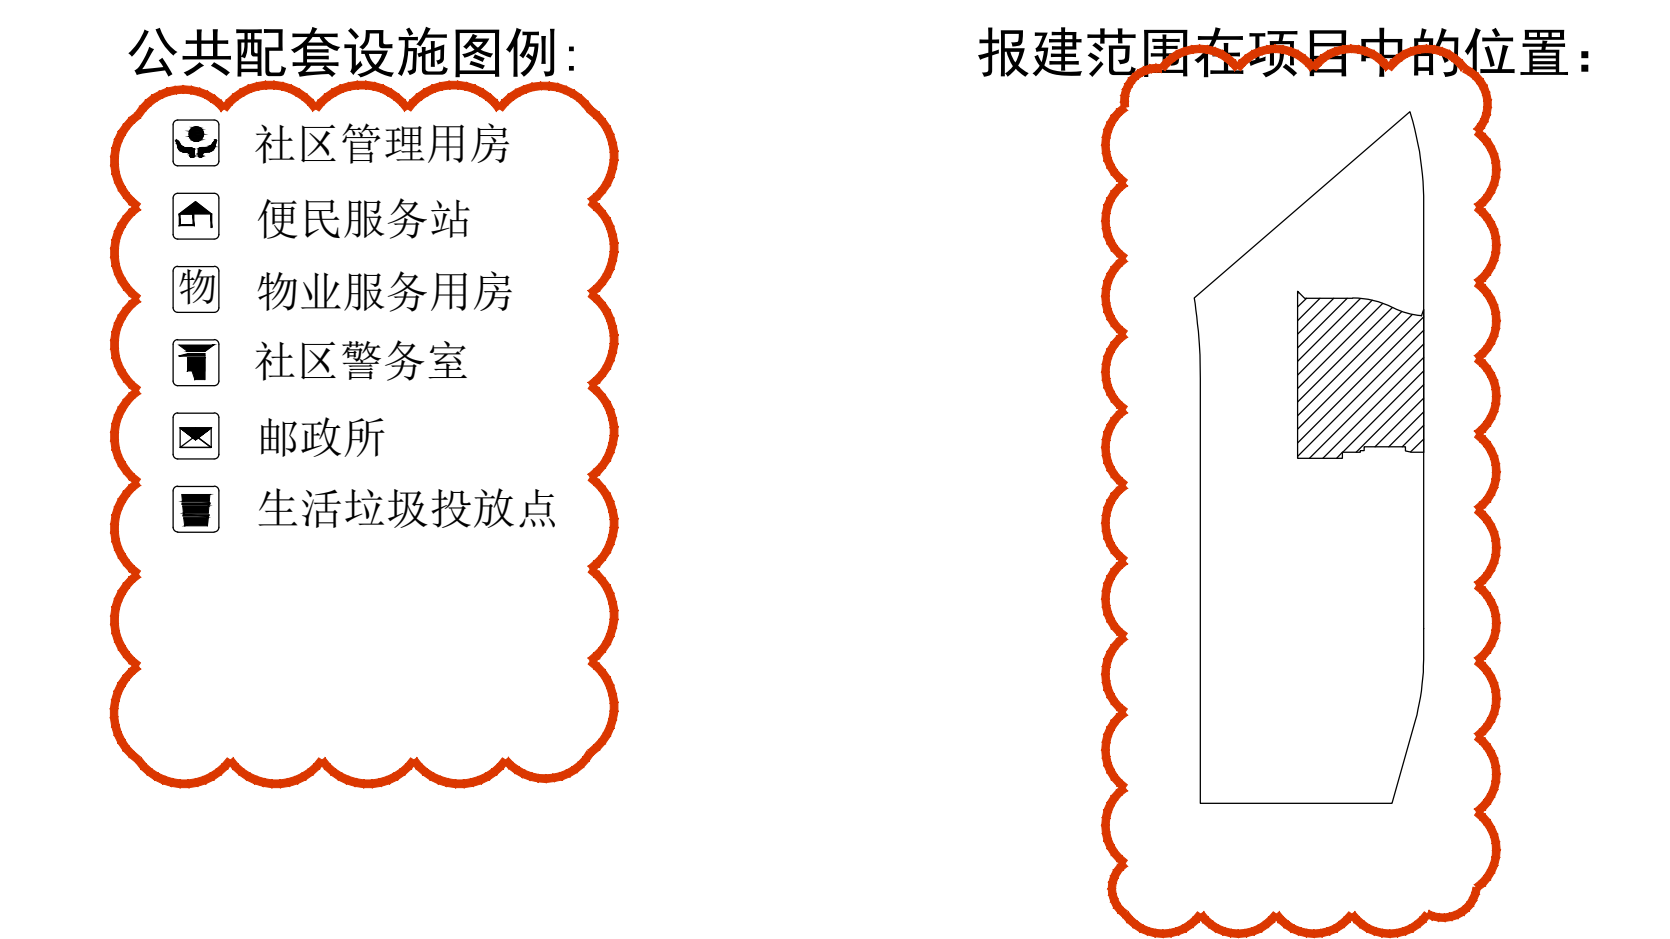 公共配套设施图例:
社区管理用房
便民服务站
物 物业服务用房
社区警务室
邮政所
生活垃圾投放点
报建范围在项目中的位置：